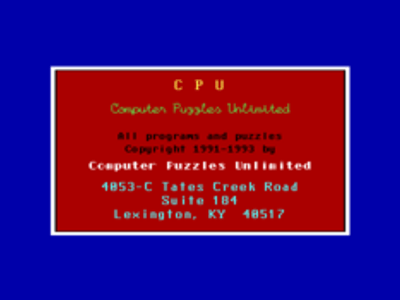 C P U
Computer Puzzles Unlimited
All programs and puzzles
Copyright 1991-1993 by
Computer Puzzles Unlimited
4053-C Tates Creek Road
Suite 184
Lexington, KY  40517